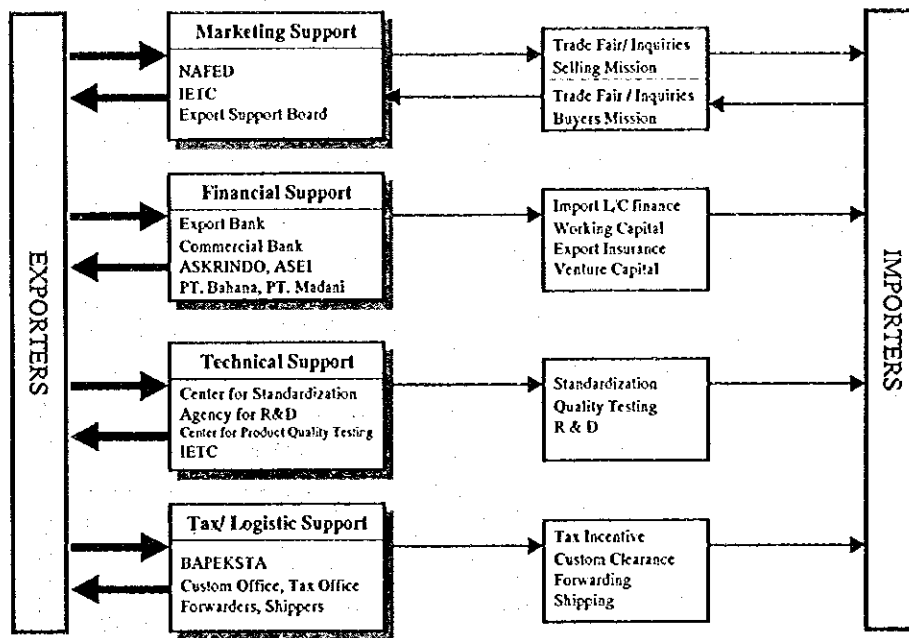 EXPORTERS
Marketing Support
NAFED
IETC
Export Support Board
Trade Fair/ Inquiries
Selling Mission
Trade Fair / Inquiries
Buyers Mission
Financial Support
Export Bank
Commercial Bank
ASKRINDO, ASEI
PT. Bahana, PT. Madani
Import L/C finance
Working Capital
Export Insurance
Venture Capital
Technical Support
Center for Standardization
Agency for R&D
Center for Product Quality Testing
IETC
Standardization
Quality Testing
R & D
Tax/ Logistic Support
BAPEKSTA
Custom Office, Tax Office
Forwarders, Shippers
Tax Incentive
Custom Clearance
Forwarding
Shipping
IMPORTERS